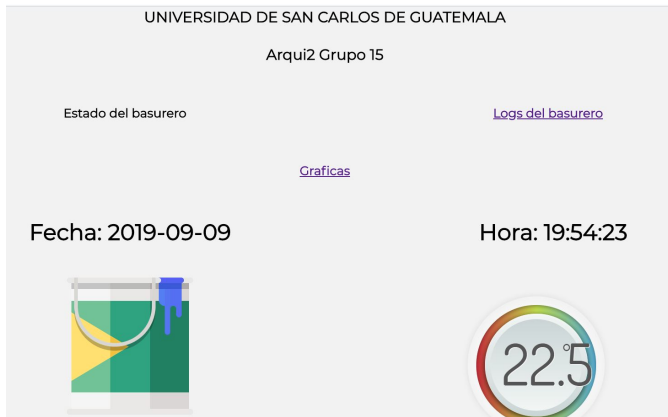 UNIVERSIDAD DE SAN CARLOS DE GUATEMALA
Arqui2 Grupo 15
Estado del basurero
Logs del basurero
Graficas
Fecha: 2019-09-09
Hora: 19:54:23
22.5°